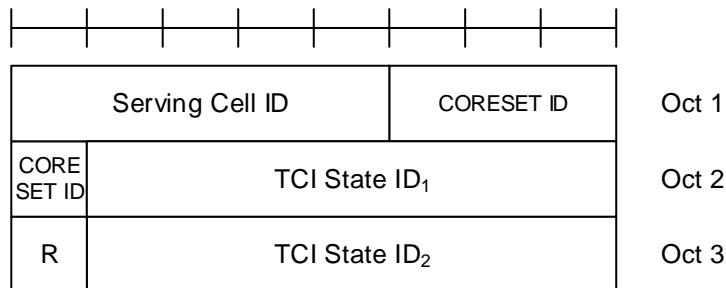 Serving Cell ID CORESET ID Oct 1
CORE
SET ID TCI State ID₁ Oct 2
R TCI State ID₂ Oct 3